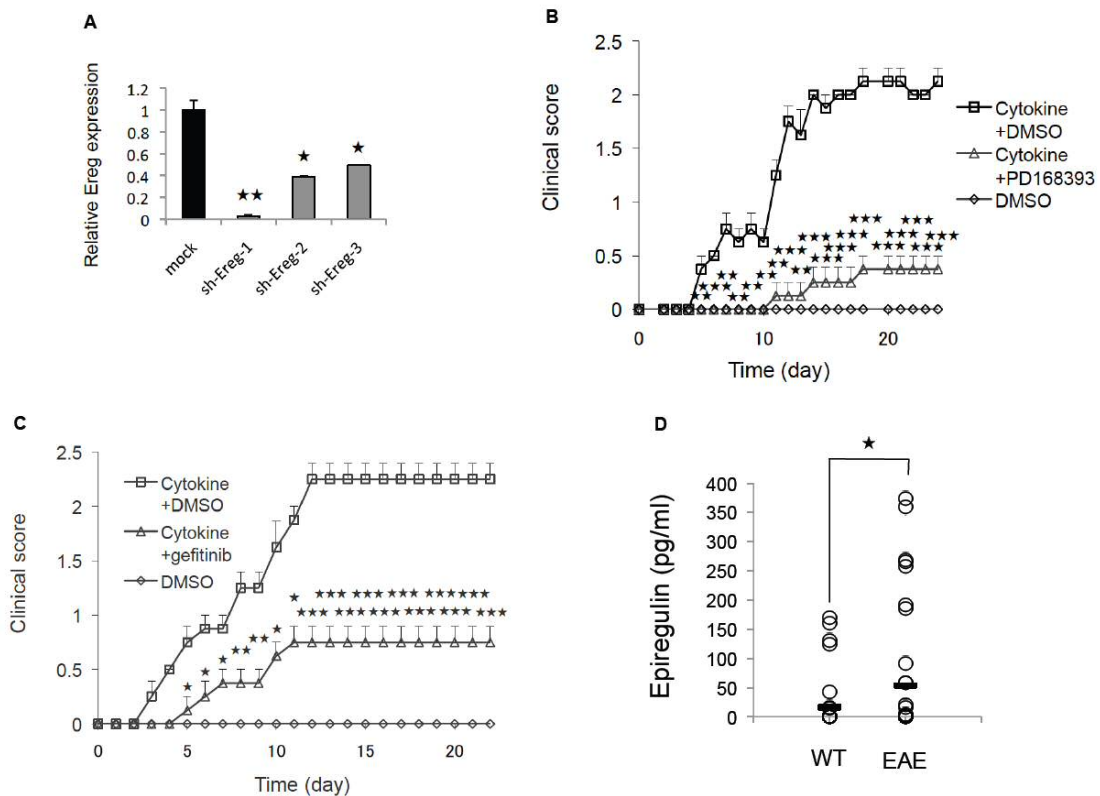 A
Relative Ereg expression
1.2
1
0.8
0.6
0.4
0.2
0
★★
★
★
mock
sh-Ereg-1
sh-Ereg-2
sh-Ereg-3
B
Clinical score
2.5
2
1.5
1
0.5
0
0
10
20
Time (day)
Cytokine
+DMSO
Cytokine
+PD168393
DMSO
C
Clinical score
2.5
2
1.5
1
0.5
0
0
5
10
15
20
Time (day)
Cytokine
+DMSO
Cytokine
+gefitinib
DMSO
D
★
Epiregulin (pg/ml)
400
350
300
250
200
150
100
50
0
WT
EAE